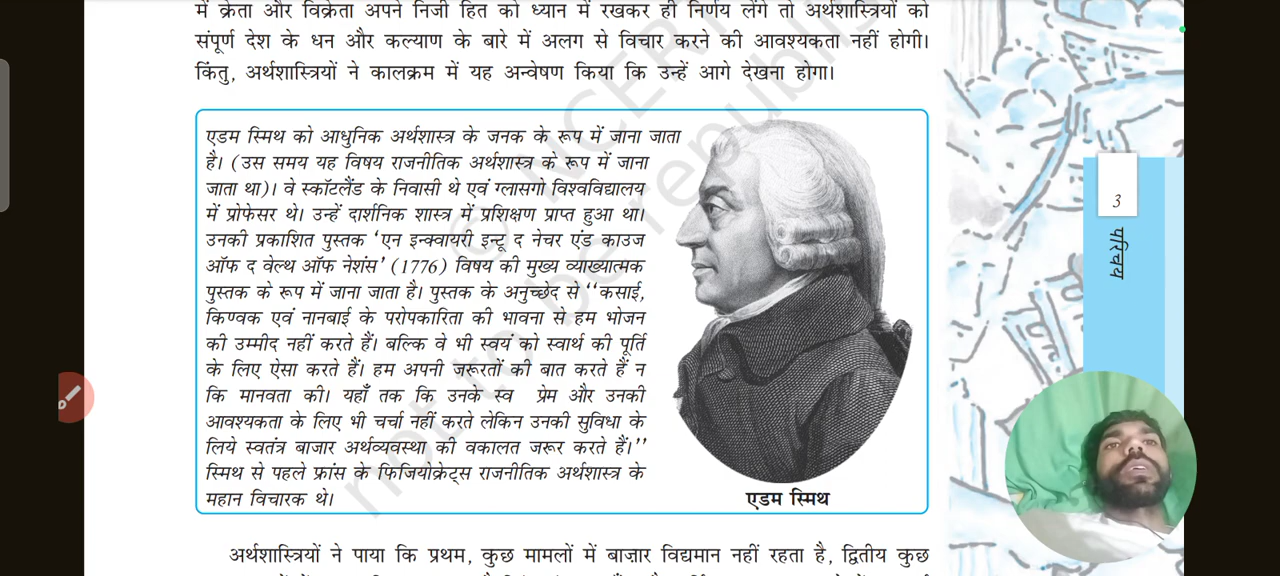 में क्रेता और विक्रेता अपने निजी हित को ध्यान में रखकर ही निर्णय लेंगे तो अर्थशास्त्रियों को
संपूर्ण देश के धन और कल्याण के बारे में अलग से विचार करने की आवश्यकता नहीं होगी।
किंतु, अर्थशास्त्रियों ने कालक्रम में यह अन्वेषण किया कि उन्हें आगे देखना होगा।
एडम स्मिथ को आधुनिक अर्थशास्त्र के जनक के रूप में जाना जाता
है। (उस समय यह विषय राजनीतिक अर्थशास्त्र के रूप में जाना
जाता था)। वे स्कॉटलैंड के निवासी थे एवं ग्लासगो विश्वविद्यालय
में प्रोफेसर थे। उन्हें दार्शनिक शास्त्र में प्रशिक्षण प्राप्त हुआ था।
उनकी प्रकाशित पुस्तक ‘एन इन्क्वायरी इन्टू द नेचर एंड काउज
ऑफ द वेल्थ ऑफ नेशंस’ (1776) विषय की मुख्य व्याख्यात्मक
पुस्तक के रूप में जाना जाता है। पुस्तक के अनुच्छेद से ‘‘कसाई,
किण्वक एवं नानबाई के परोपकारिता की भावना से हम भोजन
की उम्मीद नहीं करते हैं। बल्कि वे भी स्वयं को स्वार्थ की पूर्ति
के लिए ऐसा करते हैं। हम अपनी जरूरतों की बात करते हैं न
कि मानवता की। यहाँ तक कि उनके स्व प्रेम और उनकी
आवश्यकता के लिए भी चर्चा नहीं करते लेकिन उनकी सुविधा के
लिये स्वतंत्र बाजार अर्थव्यवस्था की वकालत जरूर करते हैं।’’
स्मिथ से पहले फ्रांस के फिजियोक्रेट्स राजनीतिक अर्थशास्त्र के
महान विचारक थे।
एडम स्मिथ
3
परिचय
© NCERT
not to be republis
अर्थशास्त्रियों ने पाया कि प्रथम, कुछ मामलों में बाज़ार विद्यमान नहीं रहता है, द्वितीय कुछ